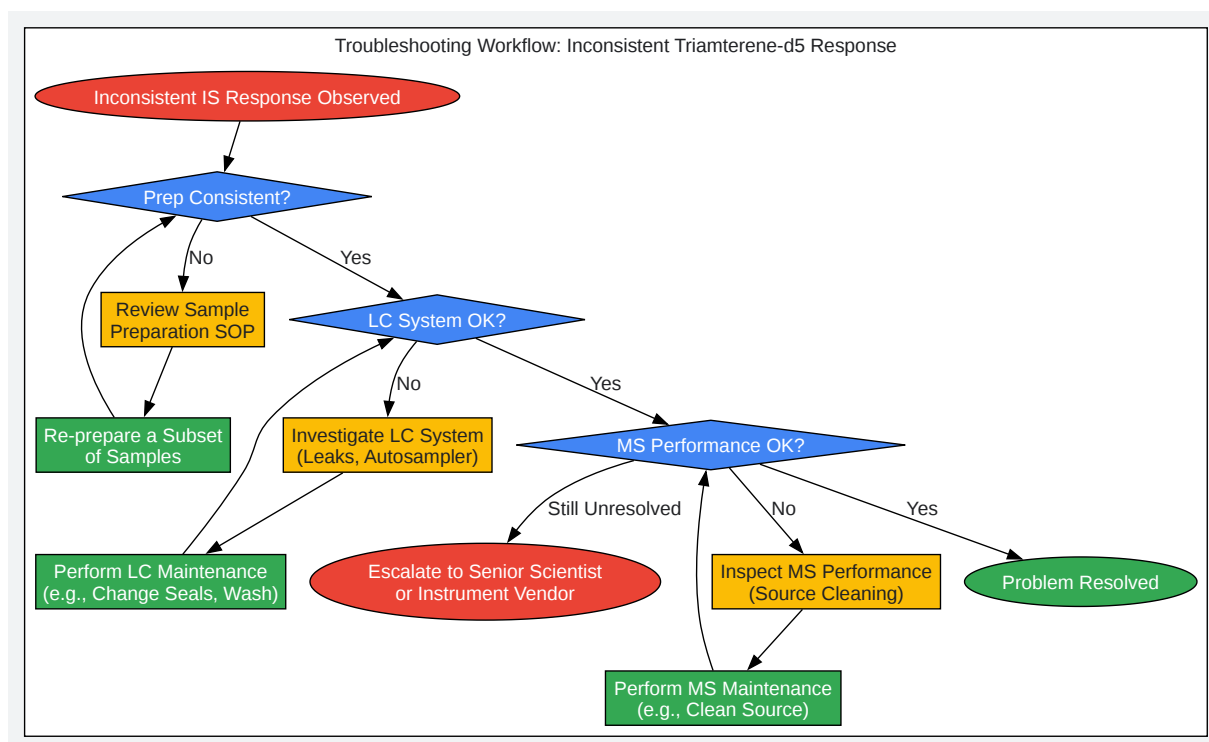 Troubleshooting Workflow: Inconsistent Triamterene-d5 Response
Inconsistent IS Response Observed
Prep Consistent?
No
Yes
Review Sample
Preparation SOP
LC System OK?
No
Yes
Re-prepare a Subset
of Samples
Investigate LC System
(Leaks, Autosampler)
MS Performance OK?
Still Unresolved
No
Yes
Perform LC Maintenance
(e.g., Change Seals, Wash)
Escalate to Senior Scientist
or Instrument Vendor
Inspect MS Performance
(Source Cleaning)
Problem Resolved
Perform MS Maintenance
(e.g., Clean Source)